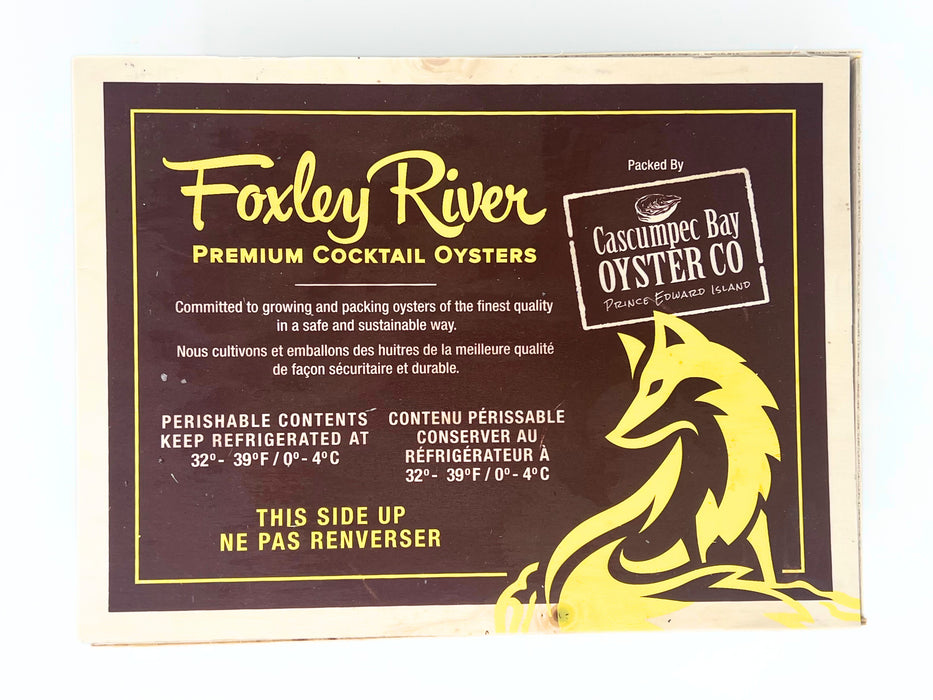 Foxley River
PREMIUM COCKTAIL OYSTERS
Committed to growing and packing oysters of the finest quality
in a safe and sustainable way.
Nous cultivons et emballons des huitres de la meilleure qualité
de façon sécuritaire et durable.
PERISHABLE CONTENTS
KEEP REFRIGERATED AT
32º- 39ºF / 0º- 4ºC
CONTENU PÉRISSABLE
CONSERVER AU
RÉFRIGÉRATEUR À
32º- 39ºF / 0º- 4ºC
THIS SIDE UP
NE PAS RENVERSER
Packed By
Cascumpec Bay
OYSTER CO
PRINCE EDWARD ISLAND